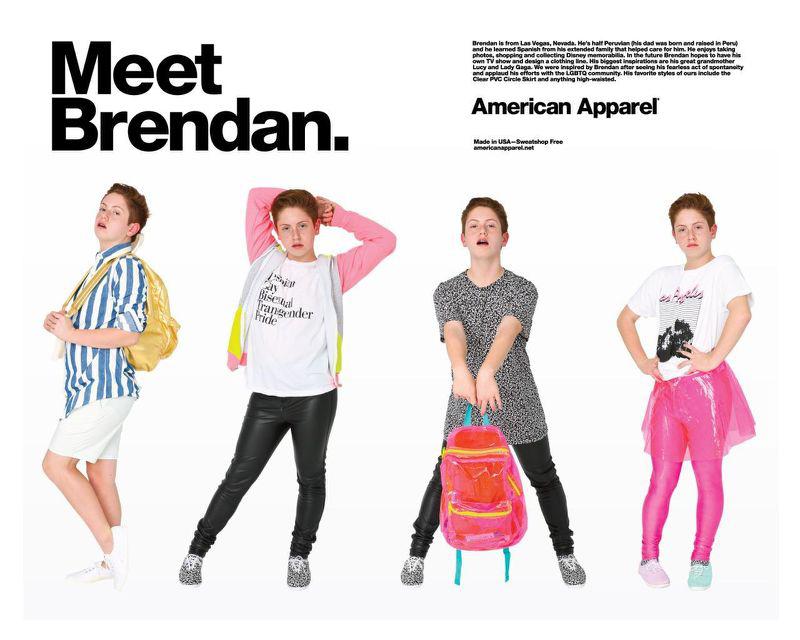 Meet
Brendan.
Brendan is from Las Vegas, Nevada. He's half Peruvian (his dad was born and raised in Peru)
and he learned Spanish from his extended family that helped care for him. He enjoys taking
photos, shopping and collecting Disney memorabilia. In the future Brendan hopes to have his
own TV show and design a clothing line. His biggest inspirations are his great grandmother
Lucy and Lady Gaga. We were inspired by Brendan after seeing his fearless act of spontaneity
and applaud his efforts with the LGBTQ community. His favorite styles of ours include the
Clear PVC Circle Skirt and anything high-waisted.
American Apparel®
Made in USA—Sweatshop Free
americanapparel.net
Lesbian
Gay
Bisexual
Transgender
Pride
Los Angeles